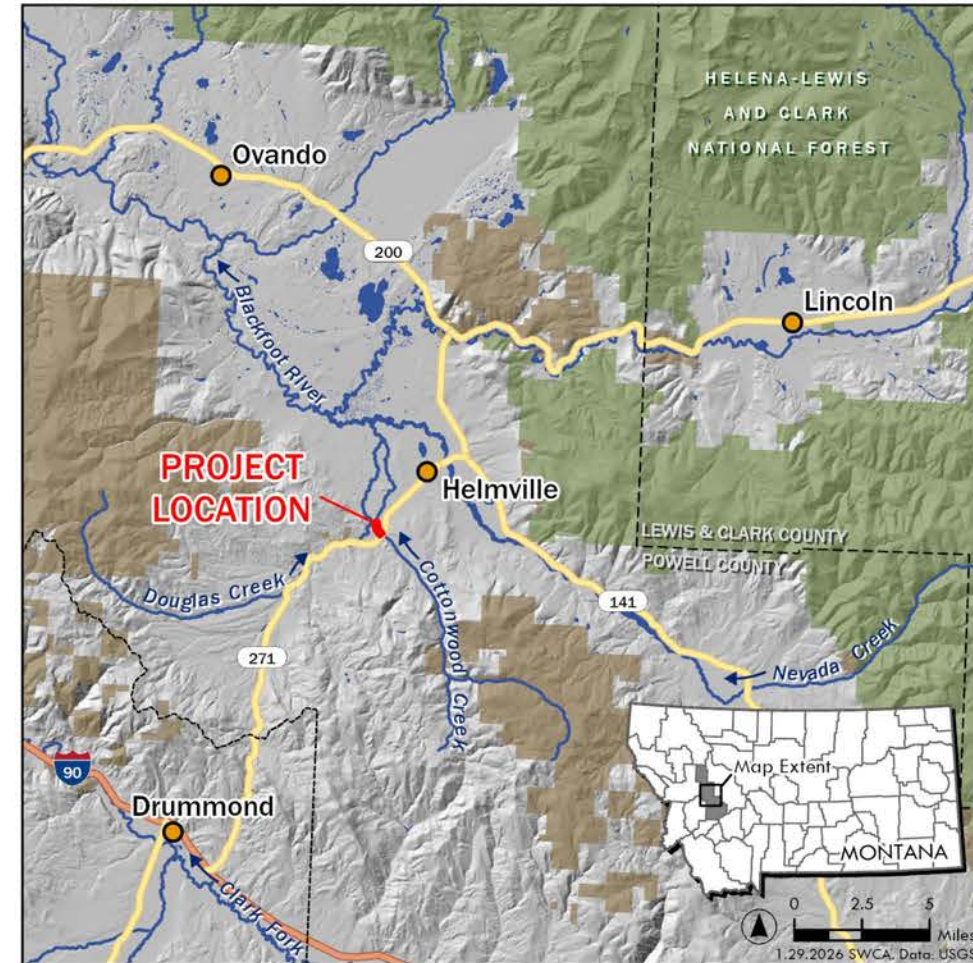 HELENA-LEWIS
AND CLARK
NATIONAL FOREST
Ovando
200
Lincoln
Blackfoot River
PROJECT
LOCATION
Helmville
LEWIS & CLARK COUNTY
POWELL COUNTY
Douglas Creek
Cottonwood Creek
141
271
Nevada Creek
90
Drummond
Clark Fork
Map Extent
MONTANA
0 2.5 5
Miles
1.29.2026 SWCA. Data: USGS